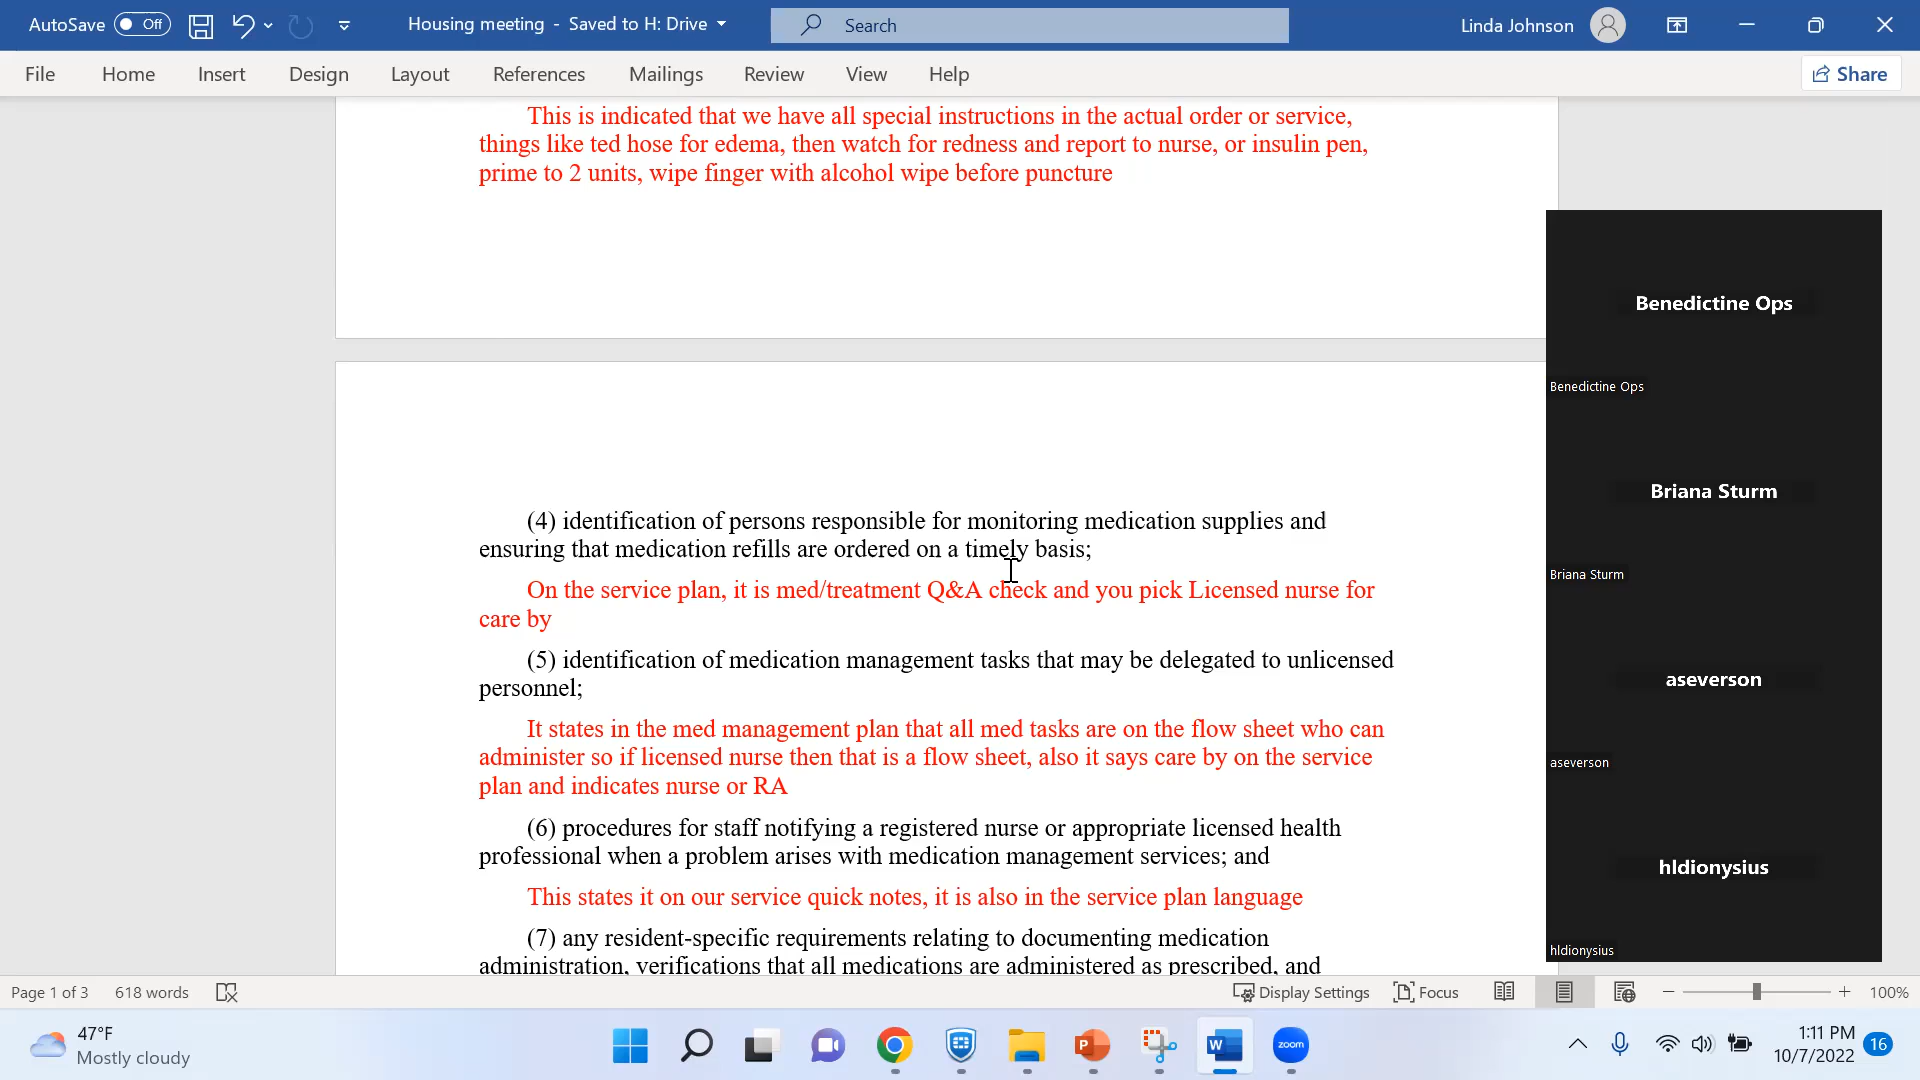 AutoSave Off Housing meeting - Saved to H: Drive Search Linda Johnson
File Home Insert Design Layout References Mailings Review View Help Share
This is indicated that we have all special instructions in the actual order or service,
things like ted hose for edema, then watch for redness and report to nurse, or insulin pen,
prime to 2 units, wipe finger with alcohol wipe before puncture
(4) identification of persons responsible for monitoring medication supplies and
ensuring that medication refills are ordered on a timely basis;
On the service plan, it is med/treatment Q&A check and you pick Licensed nurse for
care by
(5) identification of medication management tasks that may be delegated to unlicensed
personnel;
It states in the med management plan that all med tasks are on the flow sheet who can
administer so if licensed nurse then that is a flow sheet, also it says care by on the service
plan and indicates nurse or RA
(6) procedures for staff notifying a registered nurse or appropriate licensed health
professional when a problem arises with medication management services; and
This states it on our service quick notes, it is also in the service plan language
(7) any resident-specific requirements relating to documenting medication
administration, verifications that all medications are administered as prescribed, and
Benedictine Ops
Benedictine Ops
Briana Sturm
Briana Sturm
aseverson
aseverson
hldionysius
hldionysius
Page 1 of 3 618 words Display Settings Focus 100%
47°F
Mostly cloudy
P
W
zoom
1:11 PM
10/7/2022
16